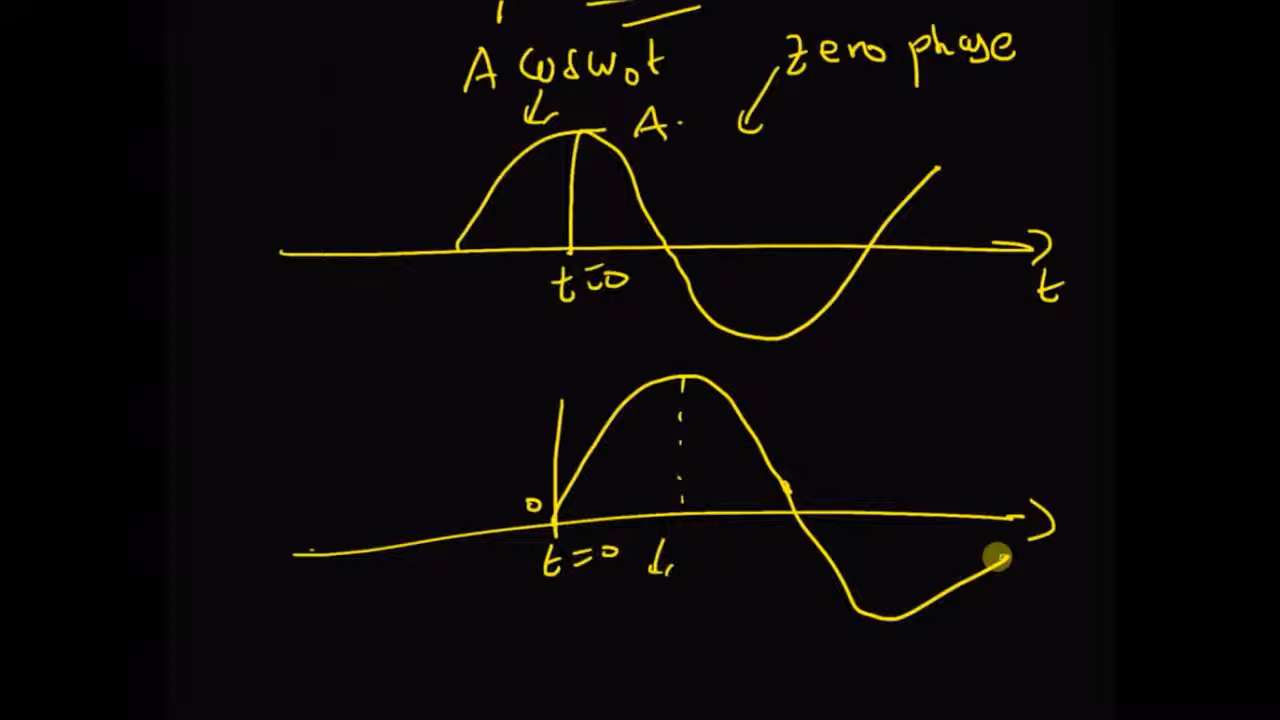 A cos ω₀t
zero phase
A.
t=0
t
0
t=0